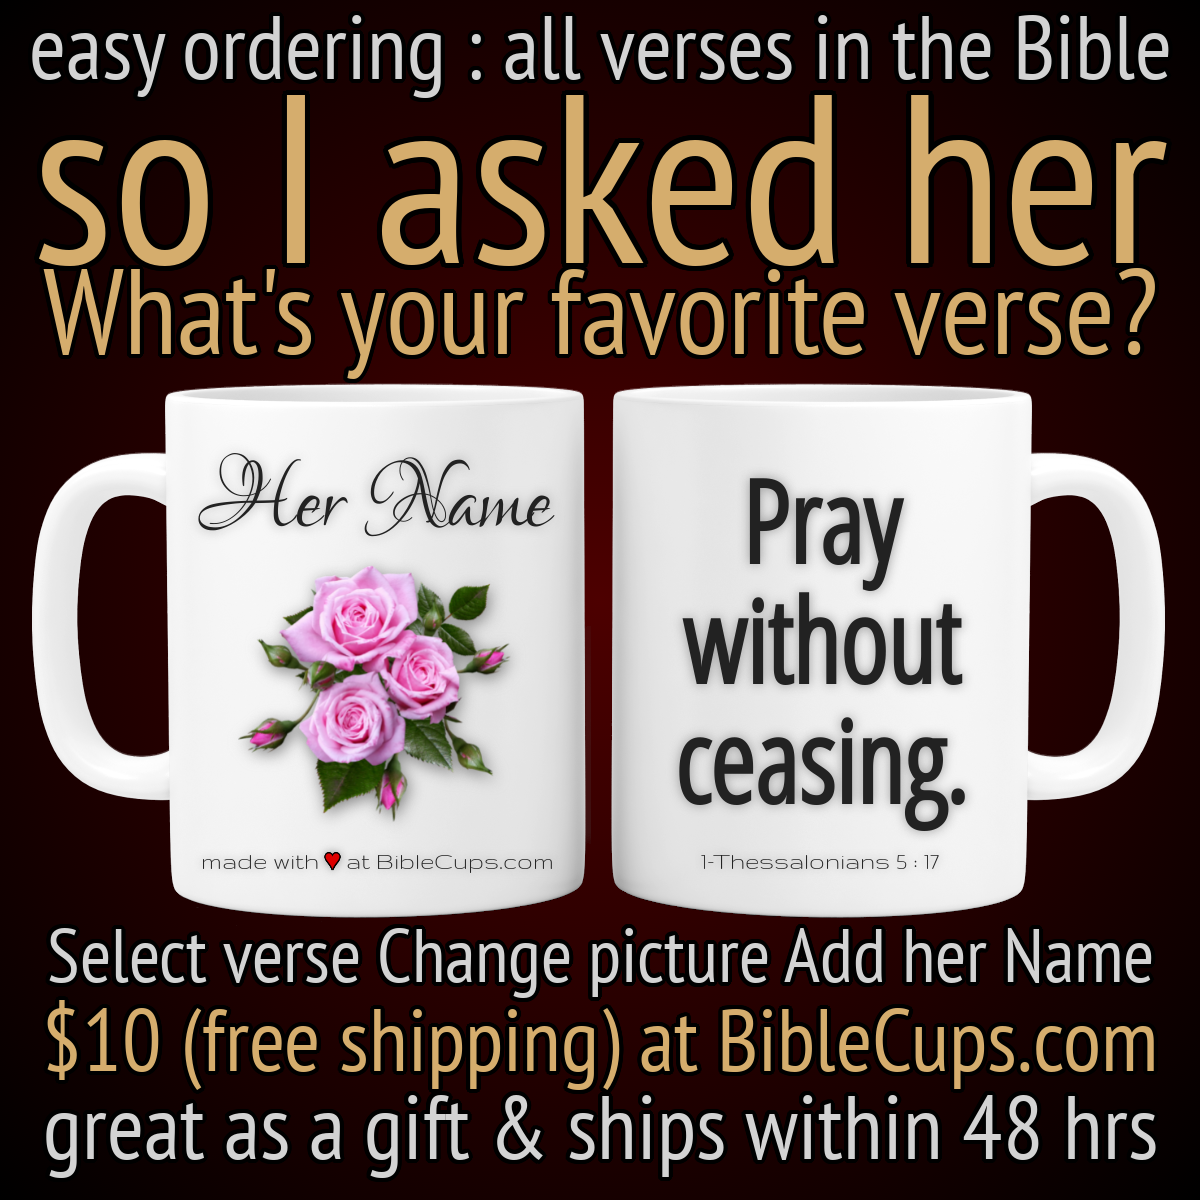 easy ordering : all verses in the Bible
so I asked her
What's your favorite verse?
Her Name
made with ♥ at BibleCups.com
Pray
without
ceasing.
1-Thessalonians 5 : 17
Select verse Change picture Add her Name
$10 (free shipping) at BibleCups.com
great as a gift & ships within 48 hrs